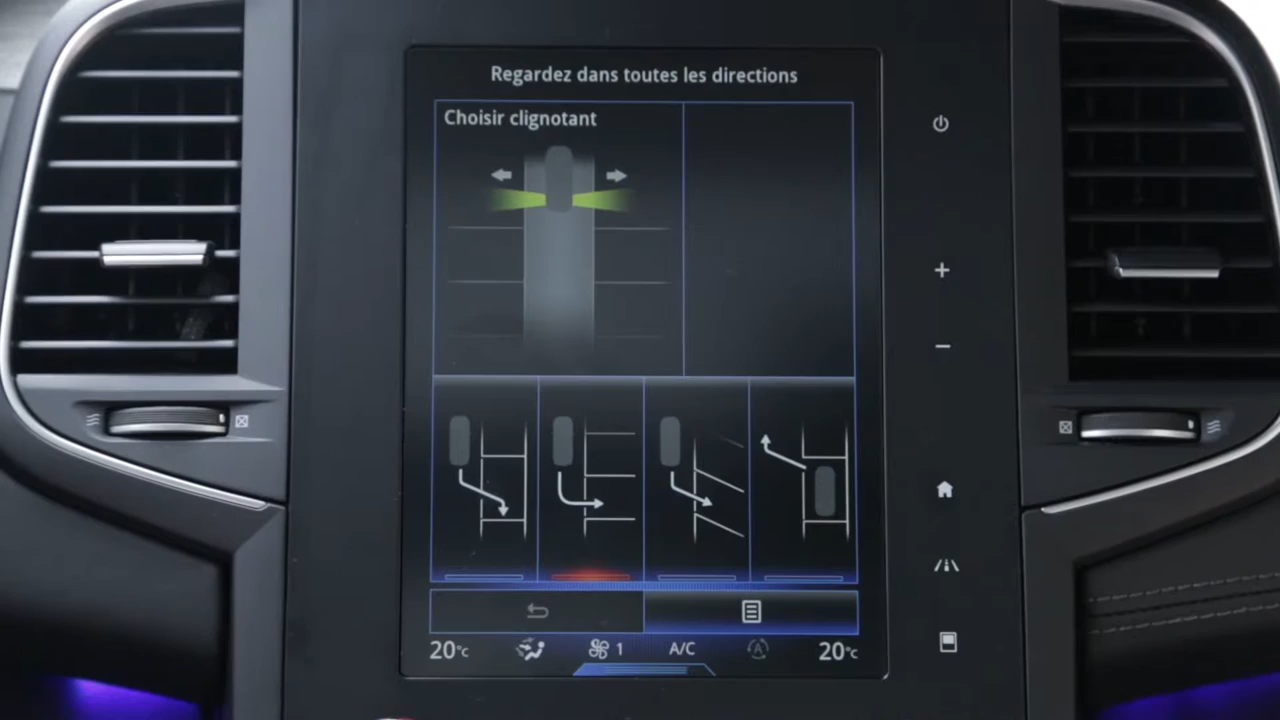 Regardez dans toutes les directions
Choisir clignotant
20°c 1 A/C A 20°c